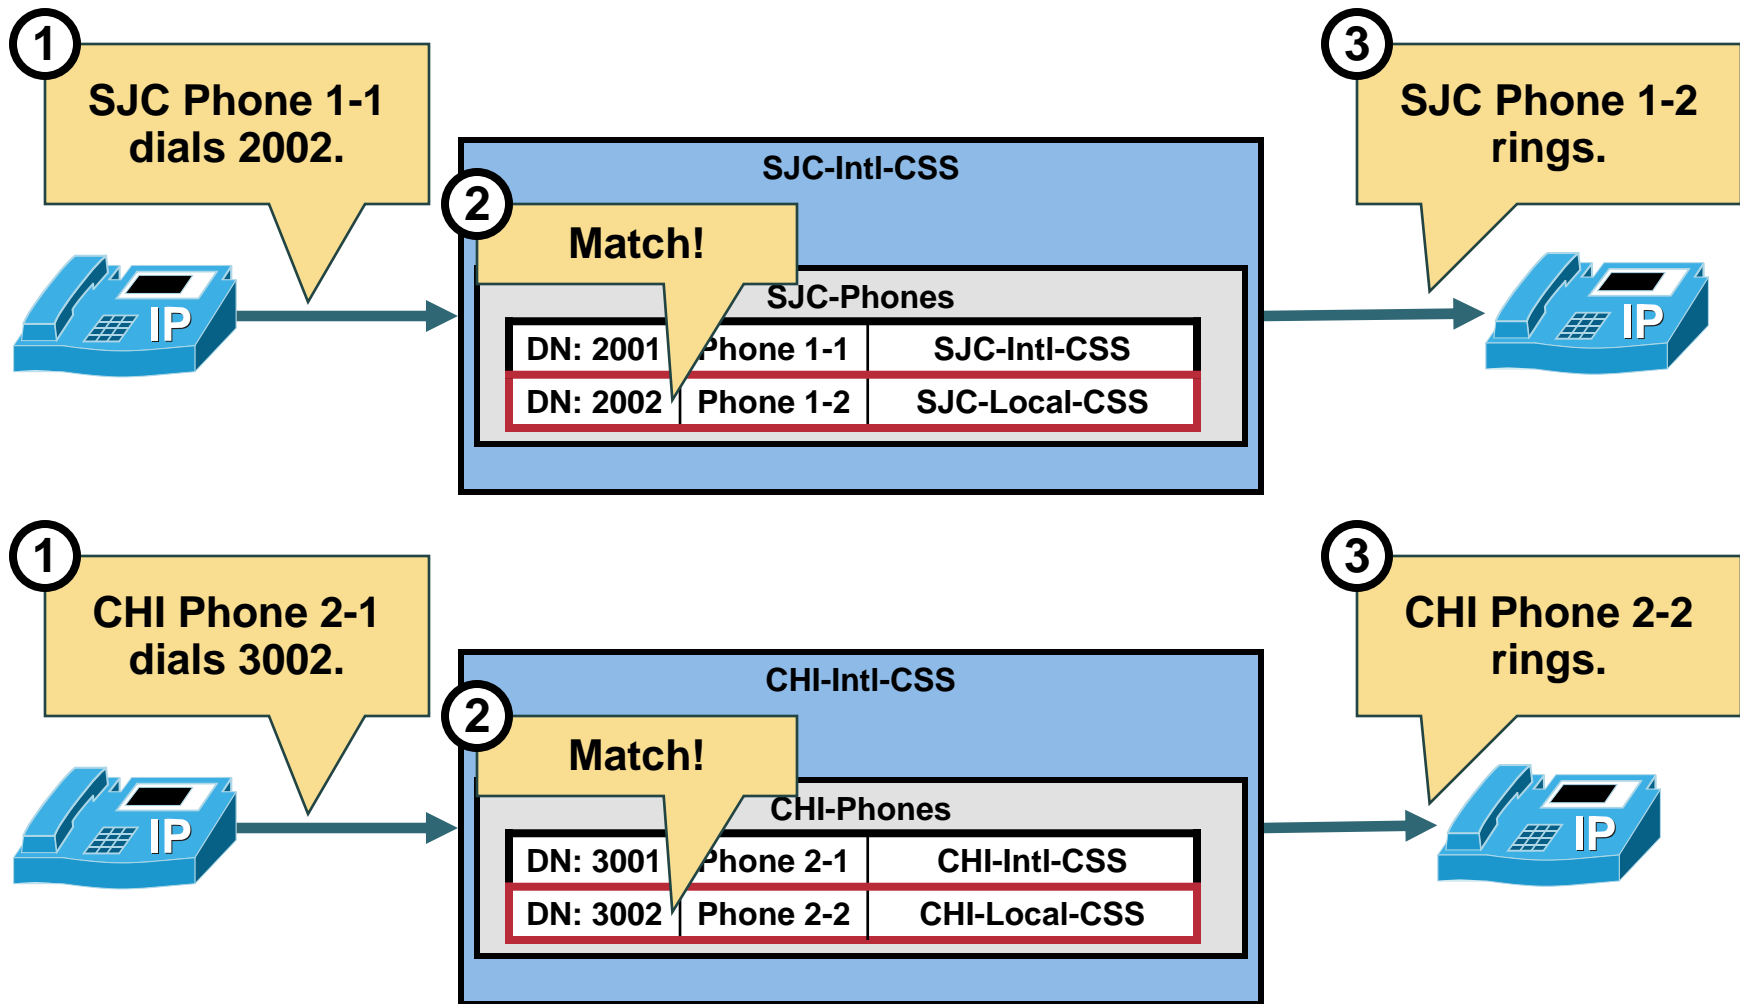 1
SJC Phone 1-1
dials 2002.
IP
SJC-Intl-CSS
2
Match!
SJC-Phones
DN: 2001 Phone 1-1 SJC-Intl-CSS
DN: 2002 Phone 1-2 SJC-Local-CSS
3
SJC Phone 1-2
rings.
IP
1
CHI Phone 2-1
dials 3002.
IP
CHI-Intl-CSS
2
Match!
CHI-Phones
DN: 3001 Phone 2-1 CHI-Intl-CSS
DN: 3002 Phone 2-2 CHI-Local-CSS
3
CHI Phone 2-2
rings.
IP